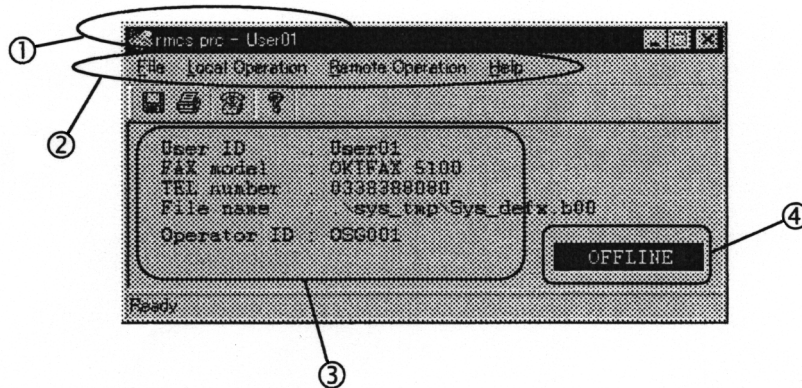 ①
rmcs pro - User01
②
File Local Operation Remote Operation Help
User ID : User01
FAX model : OKIFAX 5100
TEL number : 0338388080
File name : .\sys_tmp\Sys_defx.b00
Operator ID : OSG001
④
OFFLINE
Ready
③